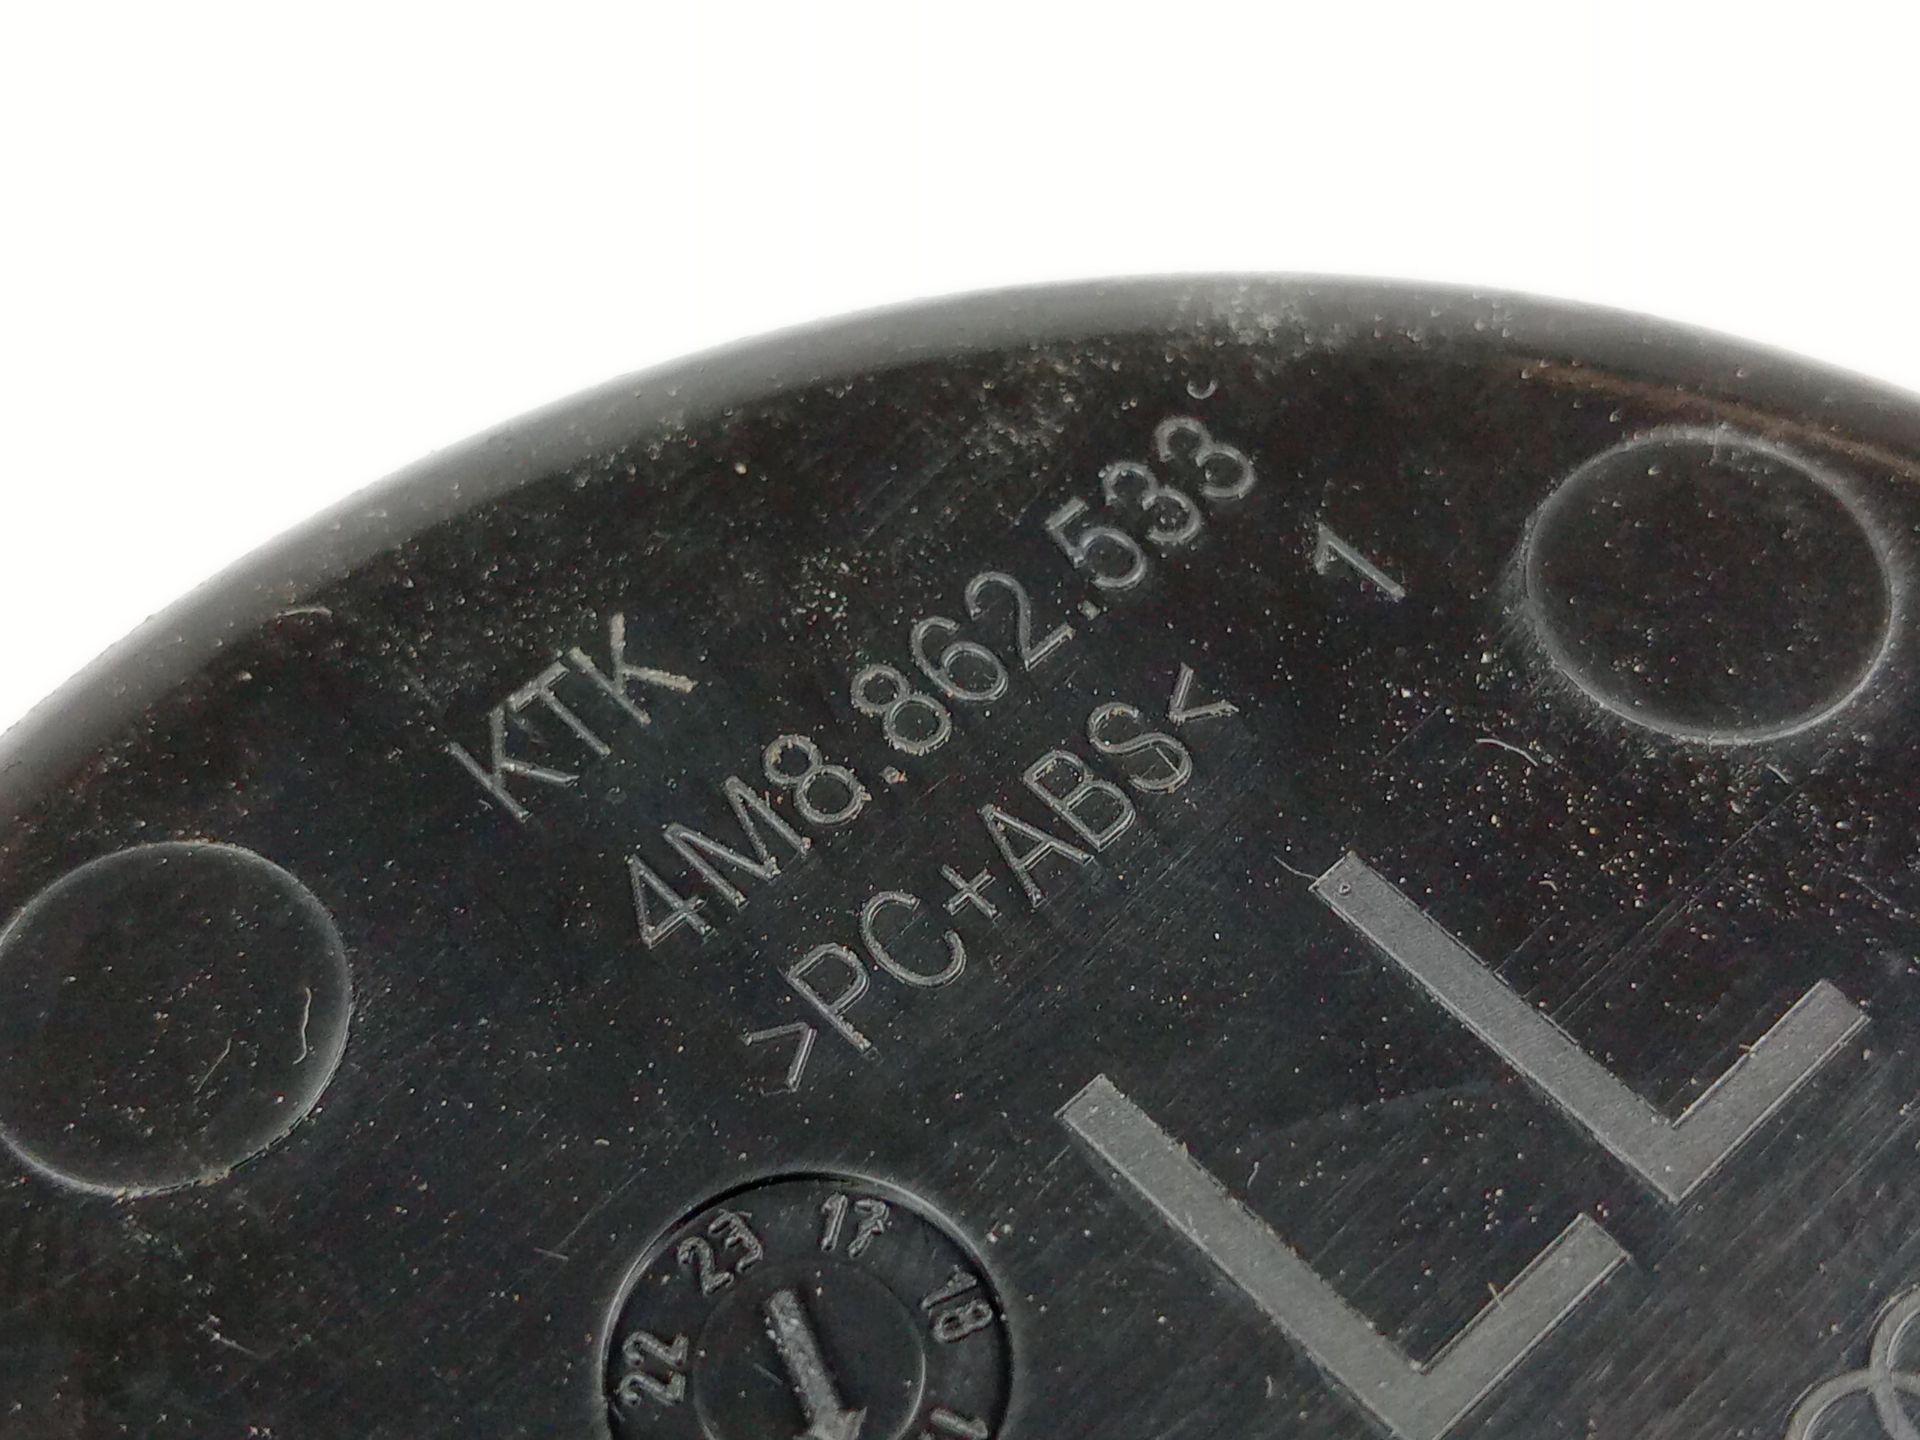 KTK
4M8.862.533
1
>PC+ABS<
LL
23 17
22 18